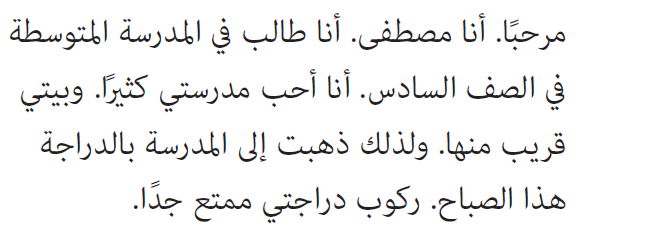 مرحبًا. أنا مصطفى. أنا طالب في المدرسة المتوسطة
في الصف السادس. أنا أحب مدرستي كثيرًا. وبيتي
قريب منها. ولذلك ذهبت إلى المدرسة بالدراجة
هذا الصباح. ركوب دراجتي ممتع جدًا.